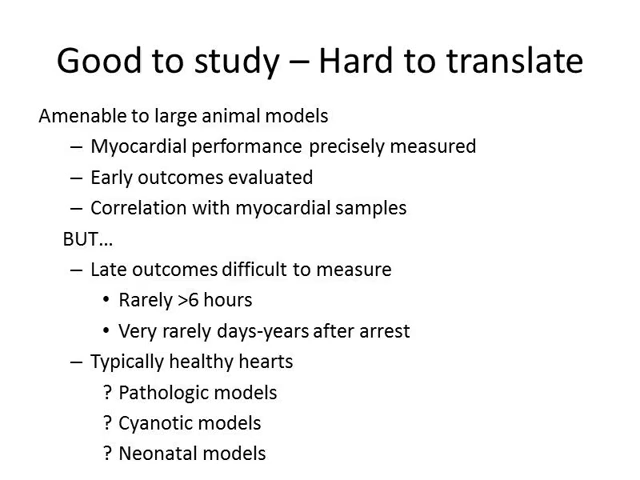 Good to study – Hard to translate
Amenable to large animal models
– Myocardial performance precisely measured
– Early outcomes evaluated
– Correlation with myocardial samples
BUT…
– Late outcomes difficult to measure
• Rarely >6 hours
• Very rarely days-years after arrest
– Typically healthy hearts
? Pathologic models
? Cyanotic models
? Neonatal models